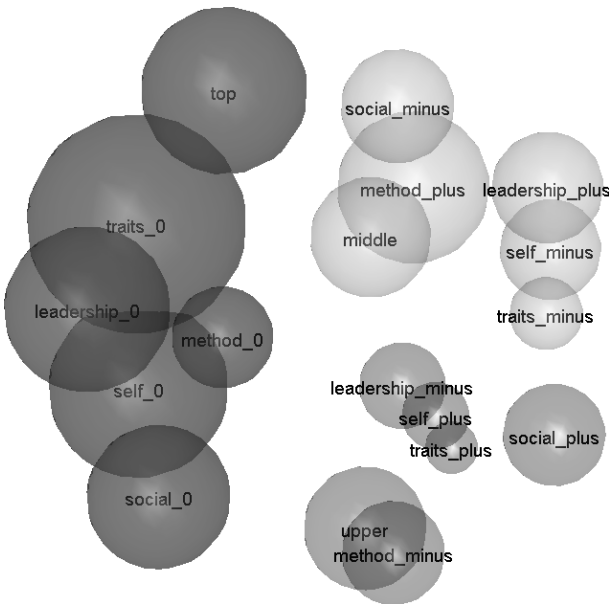 top
social_minus
method_plus
leadership_plus
traits_0
middle
self_minus
leadership_0
traits_minus
method_0
self_0
leadership_minus
self_plus
social_plus
traits_plus
social_0
upper
method_minus